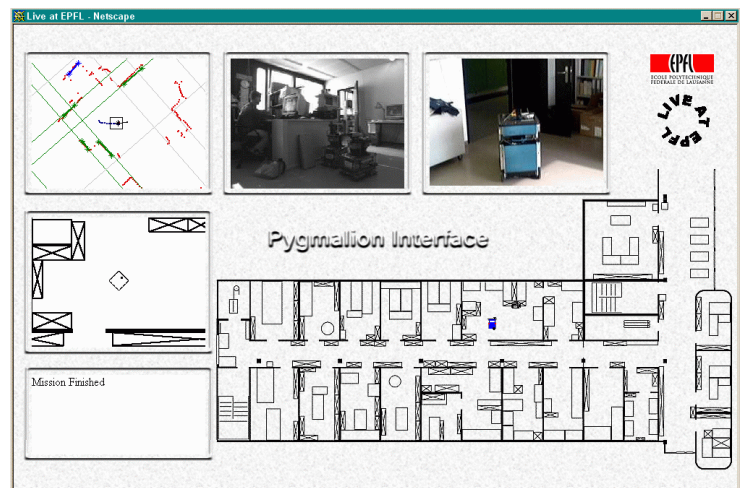 Live at EPFL - Netscape
EPFL
ECOLE POLYTECHNIQUE
FEDERALE DE LAUSANNE
LIVE AT EPFL
Pygmalion Interface
Mission Finished